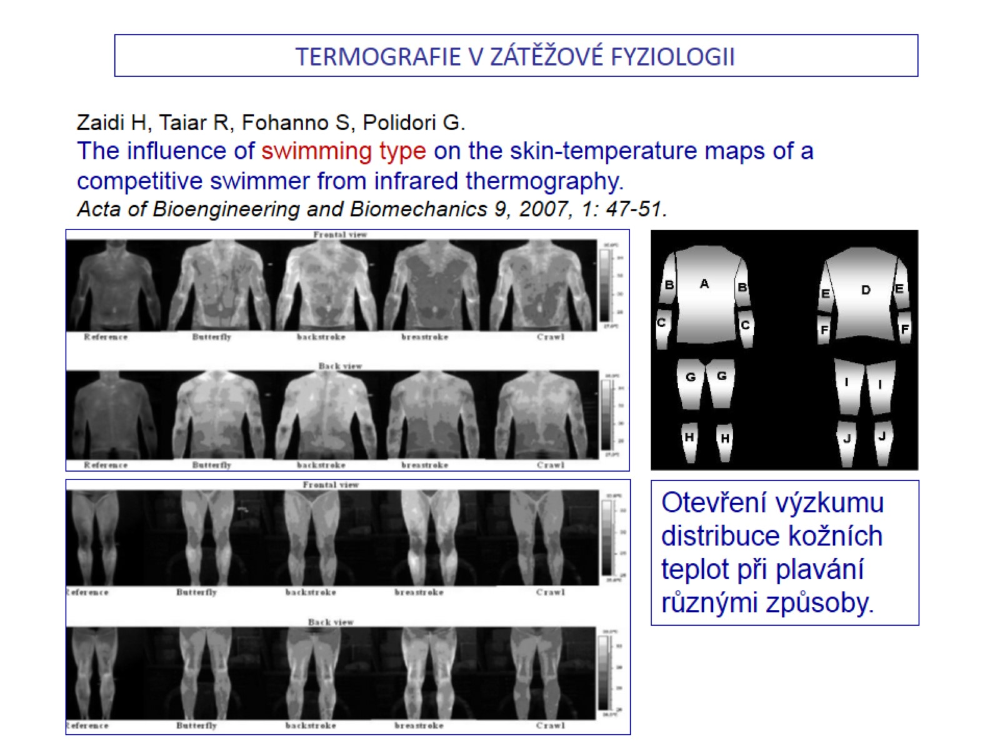 TERMOGRAFIE V ZÁTĚŽOVÉ FYZIOLOGII
Zaidi H, Taiar R, Fohanno S, Polidori G.
The influence of swimming type on the skin-temperature maps of a
competitive swimmer from infrared thermography.
Acta of Bioengineering and Biomechanics 9, 2007, 1: 47-51.
Frontal view
Reference Butterfly backstroke breastroke Crawl
Back view
Reference Butterfly backstroke breastroke Crawl
B A B E D E
C C F F
G G I I
H H J J
Frontal view
Reference Butterfly backstroke breastroke Crawl
Back view
Reference Butterfly backstroke breastroke Crawl
Otevření výzkumu
distribuce kožních
teplot při plavání
různými způsoby.